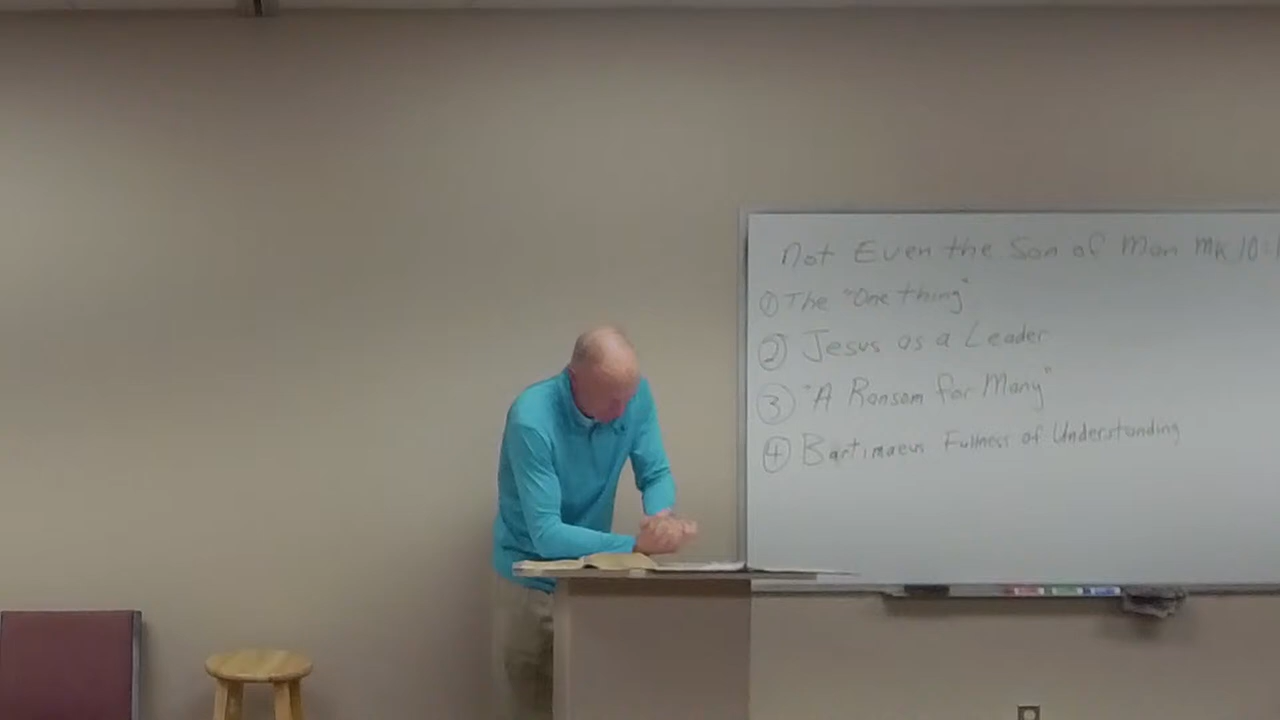 Not Even the Son of Man MK 10:
① The "One thing"
② Jesus as a Leader
③ "A Ransom for Many"
④ Bartimaeus Fullness of Understanding